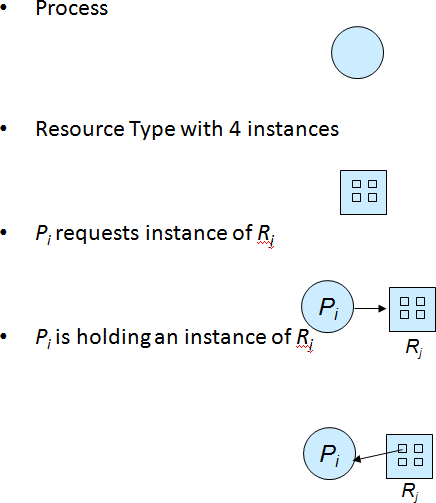 • Process
• Resource Type with 4 instances
• Pi requests instance of Rj
Pi
Rj
• Pi is holding an instance of Rj
Pi
Rj